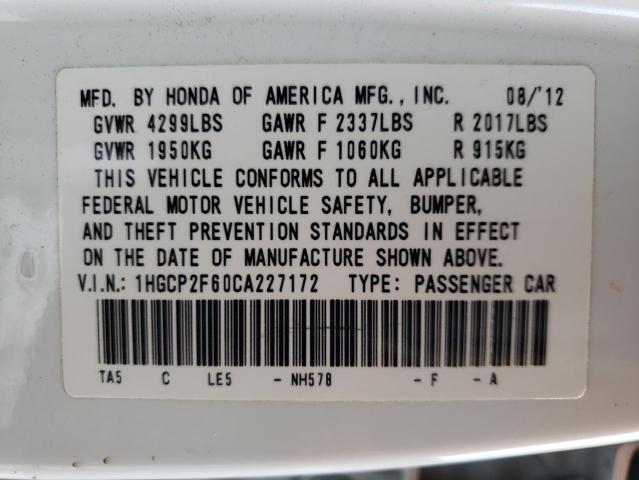 MFD. BY HONDA OF AMERICA MFG., INC. 08/'12
GVWR 4299LBS GAWR F 2337LBS R 2017LBS
GVWR 1950KG GAWR F 1060KG R 915KG
THIS VEHICLE CONFORMS TO ALL APPLICABLE
FEDERAL MOTOR VEHICLE SAFETY, BUMPER,
AND THEFT PREVENTION STANDARDS IN EFFECT
ON THE DATE OF MANUFACTURE SHOWN ABOVE.
V.I.N.: 1HGCP2F60CA227172 TYPE: PASSENGER CAR
TA5 C LE5 - NH578 - F - A